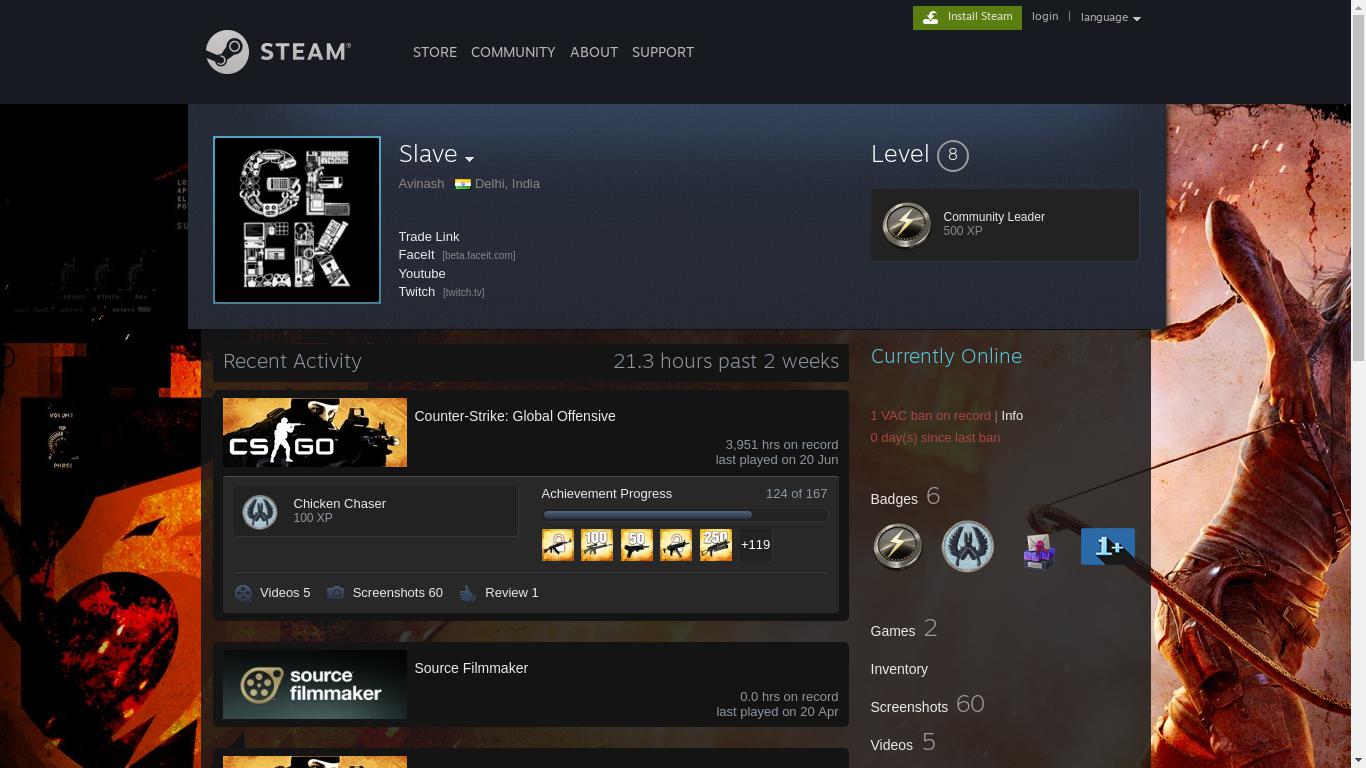 Install Steam
login | language
STEAM®
STORE COMMUNITY ABOUT SUPPORT
GEEK
Slave
Avinash Delhi, India
Trade Link
FaceIt [beta.faceit.com]
Youtube
Twitch [twitch.tv]
Level 8
Community Leader
500 XP
Recent Activity 21.3 hours past 2 weeks
CS GO
Counter-Strike: Global Offensive
3,951 hrs on record
last played on 20 Jun
Chicken Chaser
100 XP
Achievement Progress 124 of 167
100 50 250 +119
Videos 5 Screenshots 60 Review 1
source filmmaker
Source Filmmaker
0.0 hrs on record
last played on 20 Apr
Currently Online
1 VAC ban on record | Info
0 day(s) since last ban
Badges 6
1+
Games 2
Inventory
Screenshots 60
Videos 5